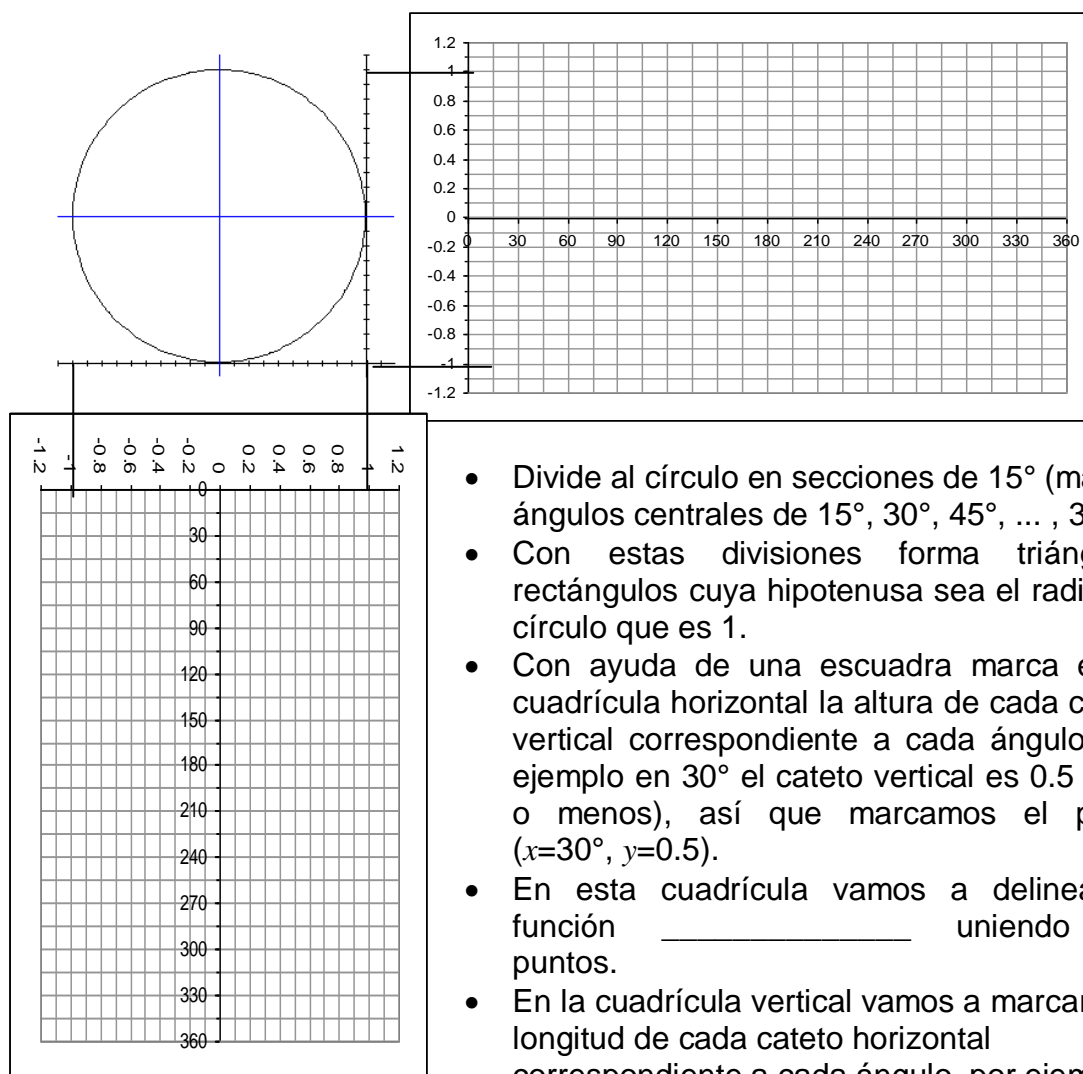 1.2
1
0.8
0.6
0.4
0.2
0
-0.2
-0.4
-0.6
-0.8
-1
-1.2
0 30 60 90 120 150 180 210 240 270 300 330 360
-1.2 -1 -0.8 -0.6 -0.4 -0.2 0 0.2 0.4 0.6 0.8 1 1.2
0
30
60
90
120
150
180
210
240
270
300
330
360
• Divide al círculo en secciones de 15° (ma
ángulos centrales de 15°, 30°, 45°, ... , 3
• Con estas divisiones forma triáng
rectángulos cuya hipotenusa sea el radi
círculo que es 1.
• Con ayuda de una escuadra marca e
cuadrícula horizontal la altura de cada c
vertical correspondiente a cada ángulo
ejemplo en 30° el cateto vertical es 0.5
o menos), así que marcamos el p
(x=30°, y=0.5).
• En esta cuadrícula vamos a delinea
función ______________ uniendo
puntos.
• En la cuadrícula vertical vamos a marca
longitud de cada cateto horizontal
correspondiente a cada ángulo, por ejem